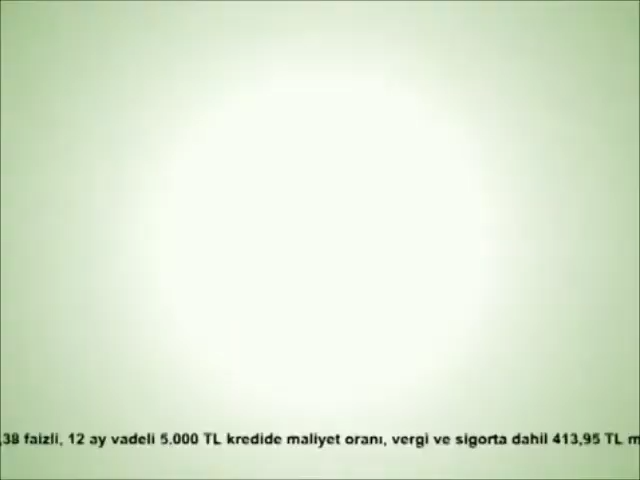 ,38 faizli, 12 ay vadeli 5.000 TL kredide maliyet oranı, vergi ve sigorta dahil 413,95 TL m